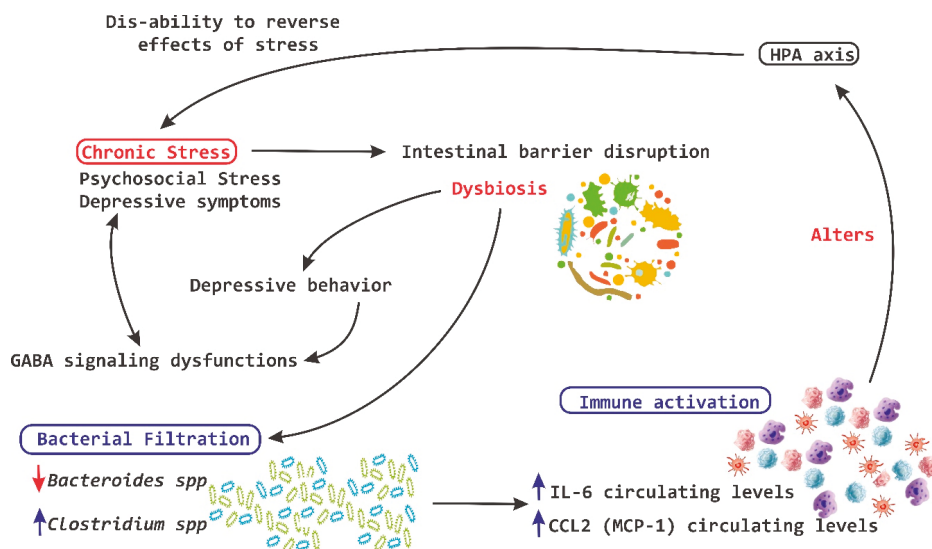 Dis-ability to reverse
effects of stress
HPA axis
Chronic Stress
Intestinal barrier disruption
Psychosocial Stress
Depressive symptoms
Dysbiosis
Alters
Depressive behavior
GABA signaling dysfunctions
Immune activation
Bacterial Filtration
Bacteroides spp
Clostridium spp
IL-6 circulating levels
CCL2 (MCP-1) circulating levels